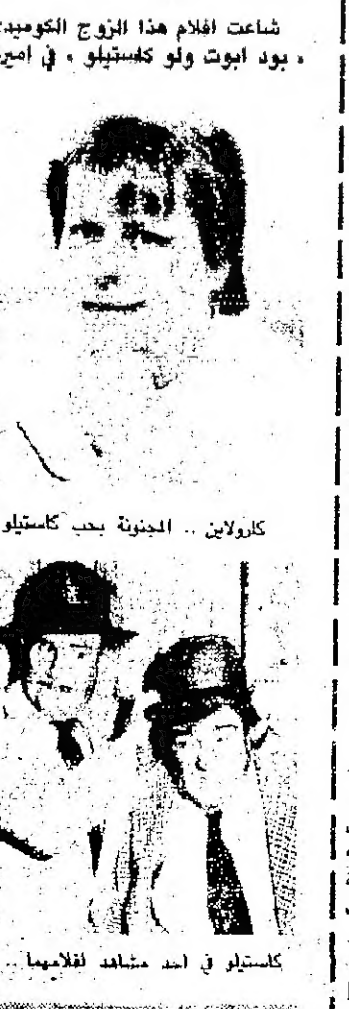 شاعت افلام هذا الزوج الكوميدي
« بود ابوت ولو كاستيلو » في امير
كارولاين .. المجنونة بحب كاستيلو
كاستيلو في احد مشاهد افلامهما ..